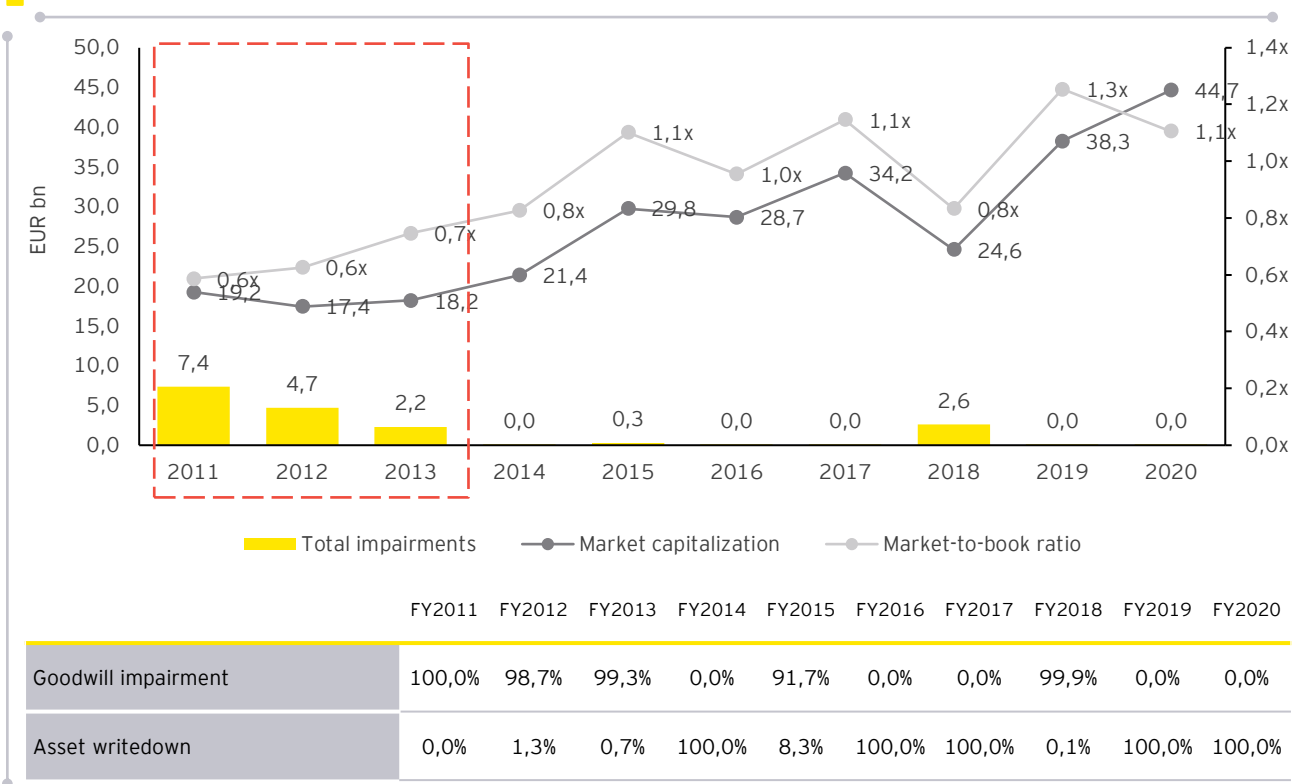 50,0 1,4x
45,0 1,2x
40,0 1,0x
35,0 0,8x
30,0 0,6x
25,0 0,4x
20,0 0,2x
15,0 0,0x
10,0
5,0
0,0
EUR bn
0,6x 0,6x 0,7x 0,8x 1,1x 1,0x 1,1x 0,8x 1,3x 1,1x
19,2 17,4 18,2 21,4 29,8 28,7 34,2 24,6 38,3 44,7
7,4 4,7 2,2 0,0 0,3 0,0 0,0 2,6 0,0 0,0
2011 2012 2013 2014 2015 2016 2017 2018 2019 2020
Total impairments Market capitalization Market-to-book ratio
FY2011 FY2012 FY2013 FY2014 FY2015 FY2016 FY2017 FY2018 FY2019 FY2020
Goodwill impairment 100,0% 98,7% 99,3% 0,0% 91,7% 0,0% 0,0% 99,9% 0,0% 0,0%
Asset writedown 0,0% 1,3% 0,7% 100,0% 8,3% 100,0% 100,0% 0,1% 100,0% 100,0%